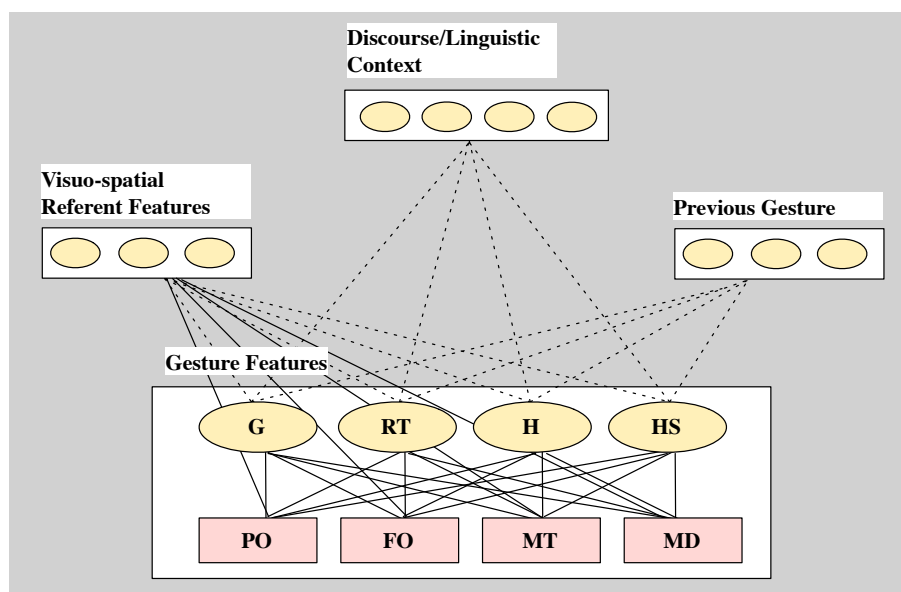 Discourse/Linguistic
Context
Visuo-spatial
Referent Features
Previous Gesture
Gesture Features
G RT H HS
PO FO MT MD